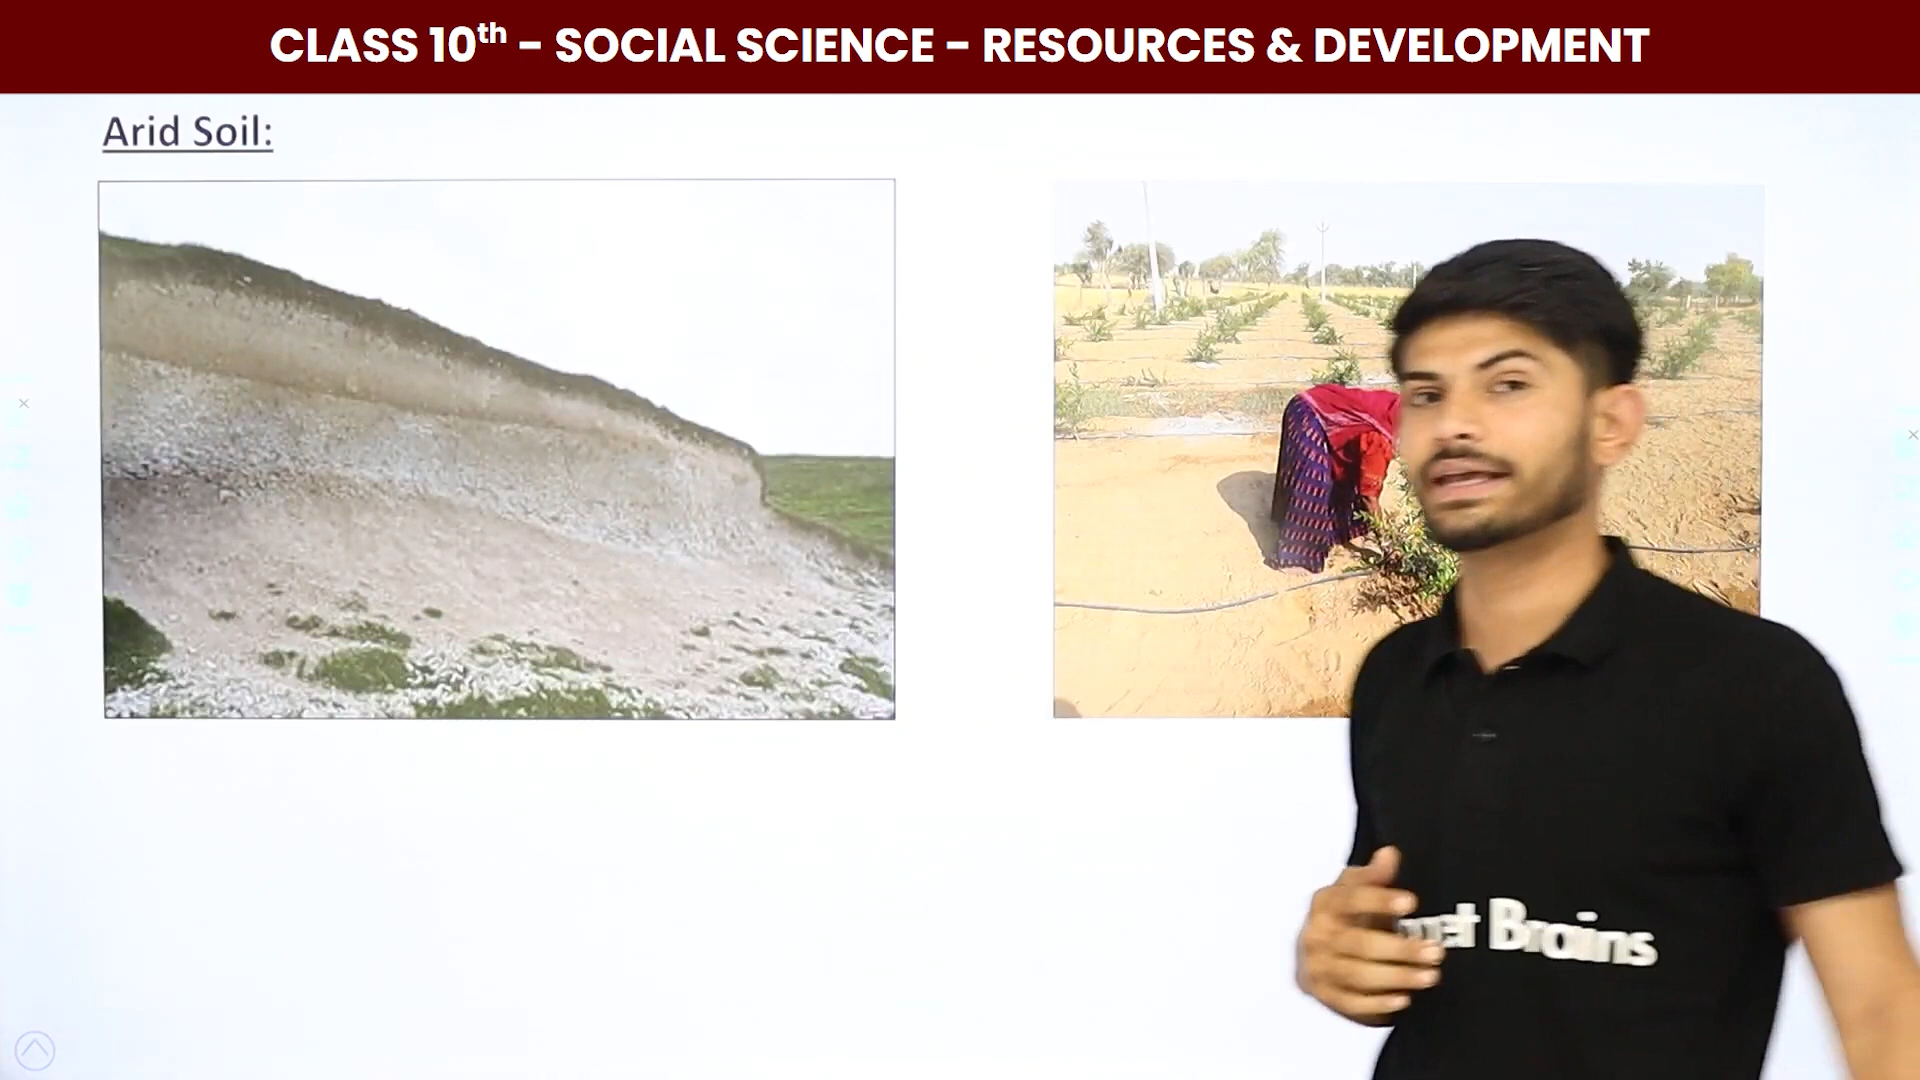 CLASS 10th – SOCIAL SCIENCE – RESOURCES & DEVELOPMENT
Arid Soil:
Brains